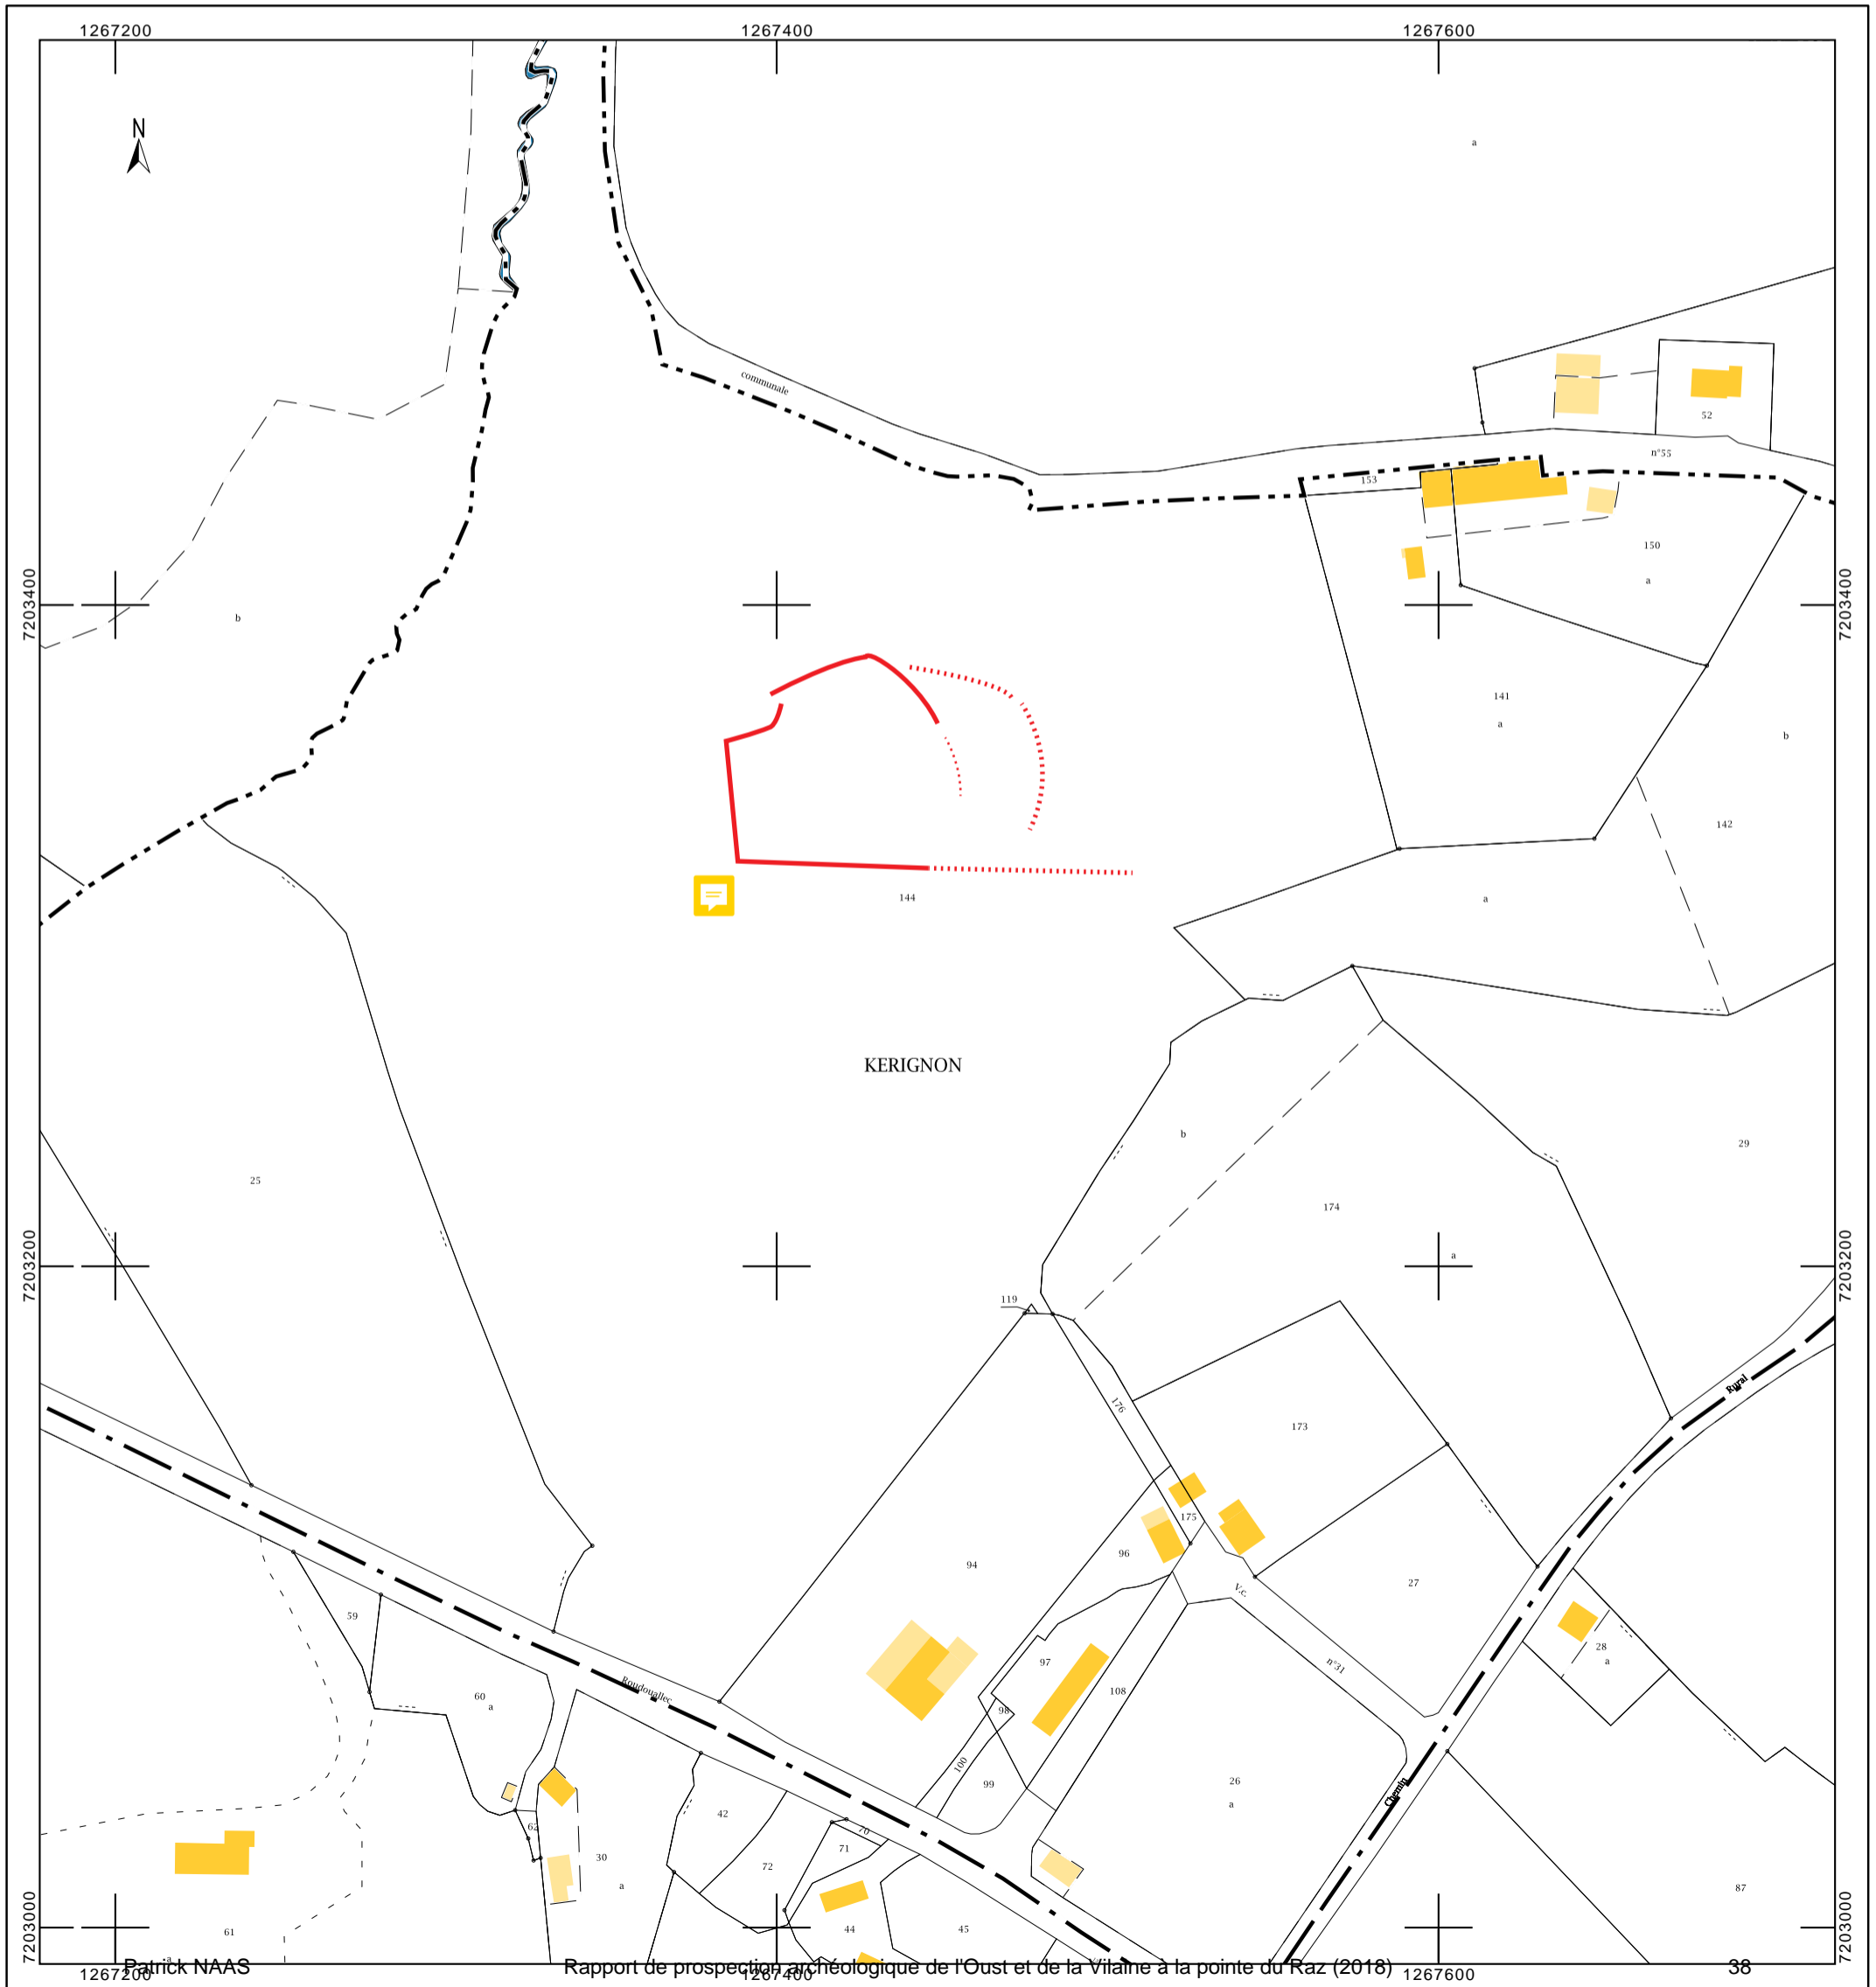 1267200
1267400
1267600
N
a
communale
52
n°55
153
150
a
7203400
7203400
b
141
a
b
142
144
a
KERIGNON
b
29
25
174
7203200
a
7203200
119
Rural
176
173
175
94
96
27
V.c.
59
28
a
n°31
97
60
a
Roudouallec
108
98
100
26
a
99
Chemin
42
62
70
71
30
a
72
87
44
45
61
a
7203000
7203000
Patrick NAAS
Rapport de prospection archéologique de l'Oust et de la Vilaine à la pointe du Raz (2018)
38
1267200
1267400
1267600